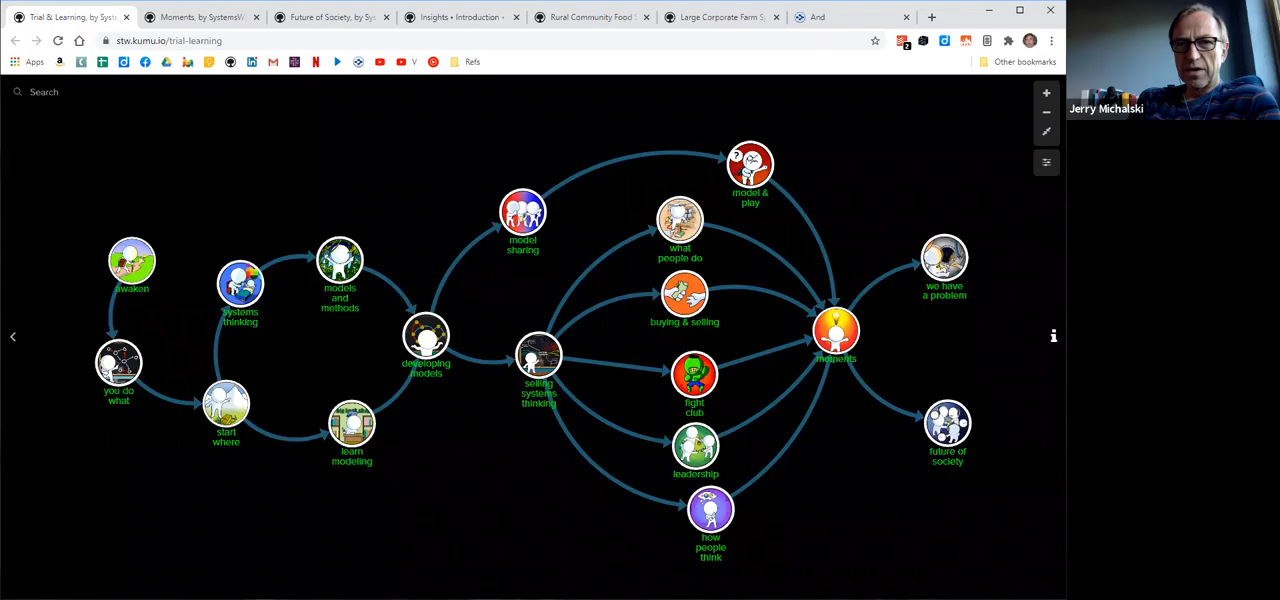 Trial & Learning, by System
Moments, by SystemsW
Future of Society, by Sys
Insights • Introduction
Rural Community Food S
Large Corporate Farm Sp
And
stw.kumu.io/trial-learning
2
Apps
V
Refs
Other bookmarks
Jerry Michalski
Search
?
model &
play
model
sharing
what
people do
awaken
systems
thinking
models
and
methods
we have
a problem
buying & selling
developing
models
moments
you do
what
selling
systems
thinking
fight
club
start
where
learn
modeling
leadership
future of
society
how
people
think